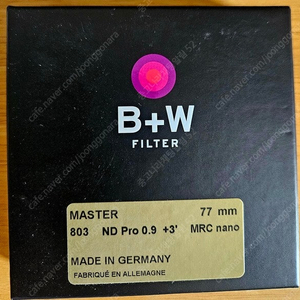 B+W
FILTER
MASTER 77 mm
803 ND Pro 0.9 +3' MRC nano
MADE IN GERMANY
FABRIQUÉ EN ALLEMAGNE